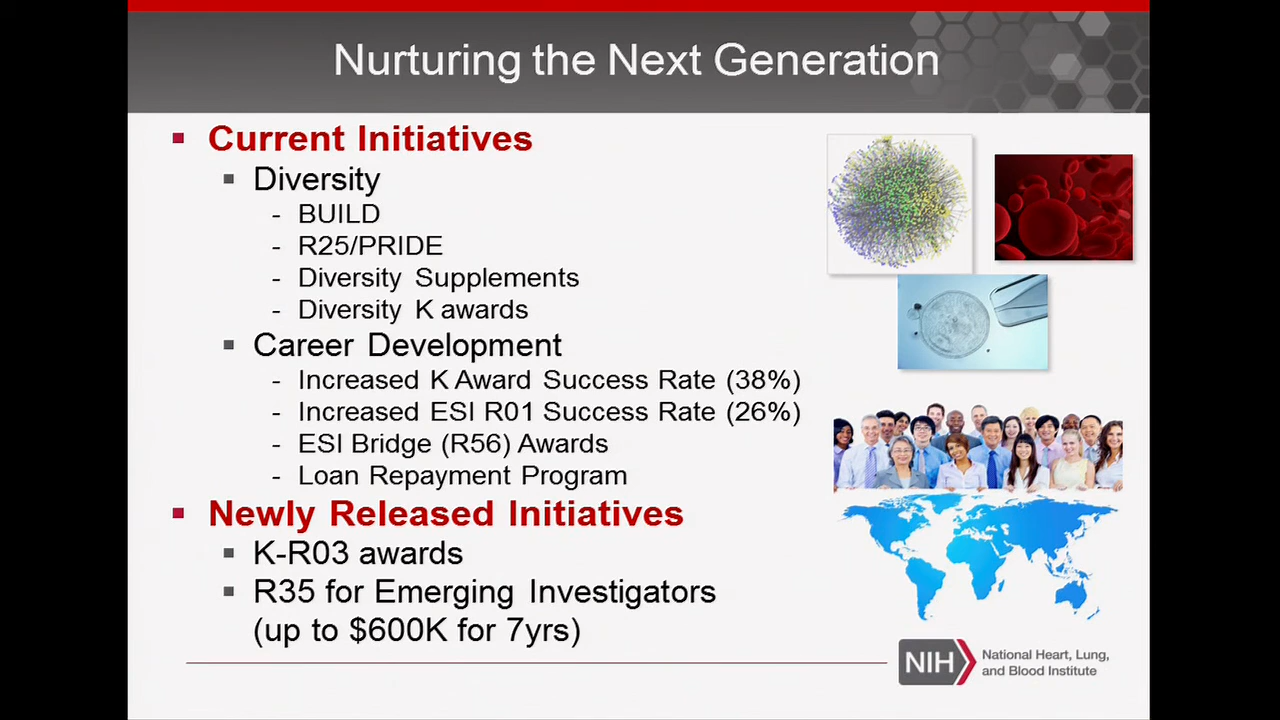 Nurturing the Next Generation
Current Initiatives
Diversity
- BUILD
- R25/PRIDE
- Diversity Supplements
- Diversity K awards
Career Development
- Increased K Award Success Rate (38%)
- Increased ESI R01 Success Rate (26%)
- ESI Bridge (R56) Awards
- Loan Repayment Program
Newly Released Initiatives
K-R03 awards
R35 for Emerging Investigators
(up to $600K for 7yrs)
NIH
National Heart, Lung,
and Blood Institute